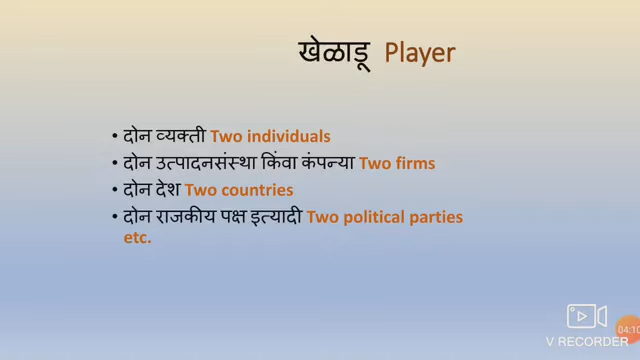 खेळाडू Player
• दोन व्यक्ती Two individuals
• दोन उत्पादनसंस्था किंवा कंपन्या Two firms
• दोन देश Two countries
• दोन राजकीय पक्ष इत्यादी Two political parties
etc.
V RECORDER
04:10